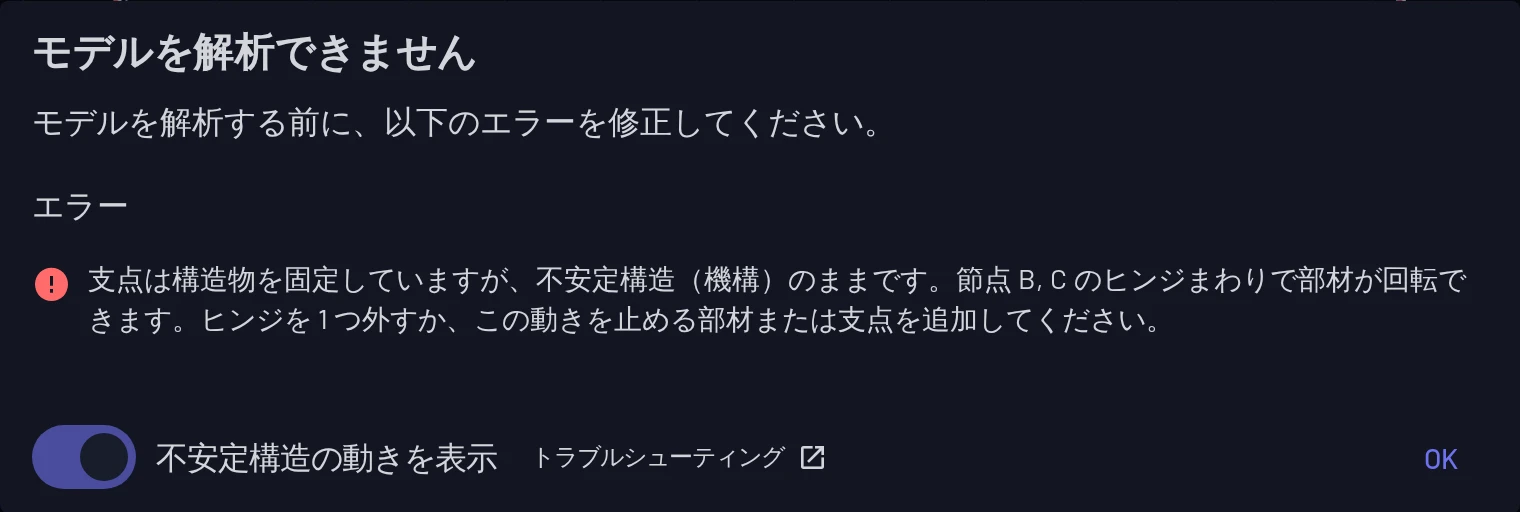 モデルを解析できません
モデルを解析する前に、以下のエラーを修正してください。
エラー
支点は構造物を固定していますが、不安定構造（機構）のままです。節点 B, C のヒンジまわりで部材が回転で
きます。ヒンジを 1 つ外すか、この動きを止める部材または支点を追加してください。
不安定構造の動きを表示 トラブルシューティング OK